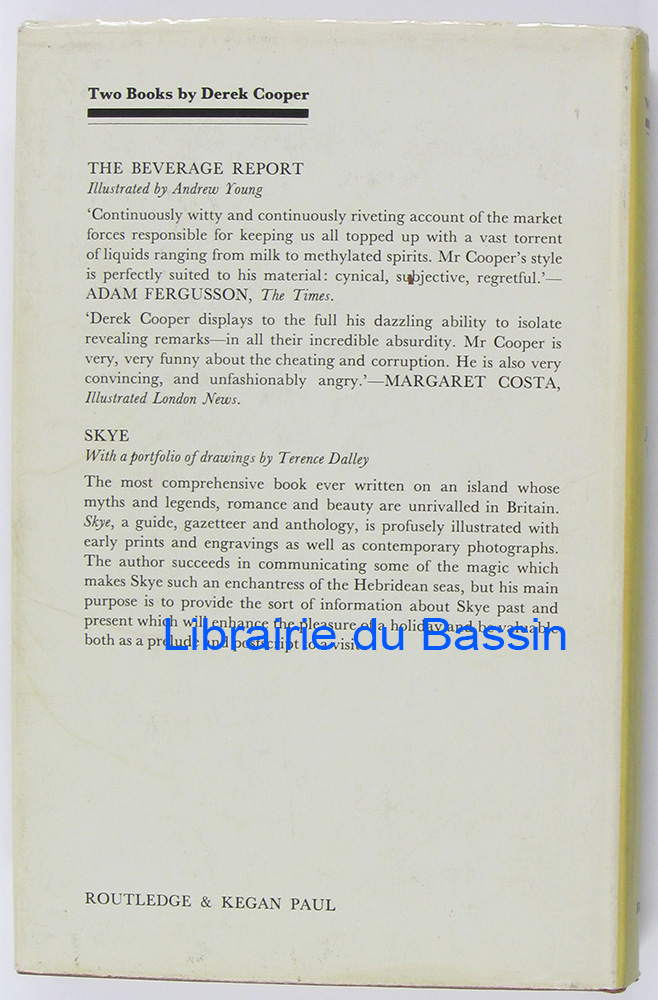 Two Books by Derek Cooper
THE BEVERAGE REPORT
Illustrated by Andrew Young
‘Continuously witty and continuously riveting account of the market
forces responsible for keeping us all topped up with a vast torrent
of liquids ranging from milk to methylated spirits. Mr Cooper’s style
is perfectly suited to his material: cynical, subjective, regretful.’—
ADAM FERGUSSON, The Times.
‘Derek Cooper displays to the full his dazzling ability to isolate
revealing remarks—in all their incredible absurdity. Mr Cooper is
very, very funny about the cheating and corruption. He is also very
convincing, and unfashionably angry.’—MARGARET COSTA,
Illustrated London News.
SKYE
With a portfolio of drawings by Terence Dalley
The most comprehensive book ever written on an island whose
myths and legends, romance and beauty are unrivalled in Britain.
Skye, a guide, gazetteer and anthology, is profusely illustrated with
early prints and engravings as well as contemporary photographs.
The author succeeds in communicating some of the magic which
makes Skye such an enchantress of the Hebridean seas, but his main
purpose is to provide the sort of information about Skye past and
present which will enhance the pleasure of a holiday and be valuable
both as a prelude and postscript to a visit
Librairie du Bassin
ROUTLEDGE & KEGAN PAUL